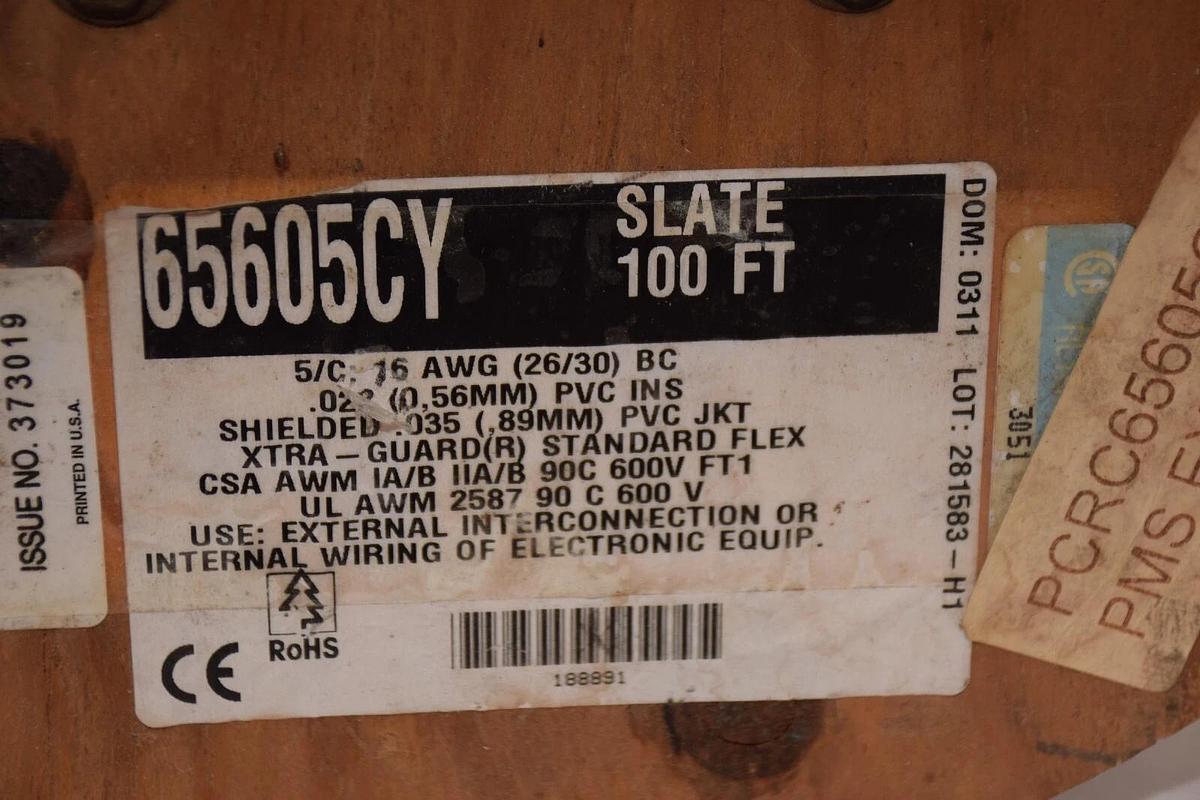 65605CY
SLATE
100 FT
5/C, 16 AWG (26/30) BC
(0,56MM) PVC INS
SHIELDED .035 (,89MM) PVC JKT
XTRA-GUARD(R) STANDARD FLEX
CSA AWM IA/B IIA/B 90C 600V FT1
UL AWM 2587 90 C 600 V
USE: EXTERNAL INTERCONNECTION OR
INTERNAL WIRING OF ELECTRONIC EQUIP.
RoHS
CE
188891
DOM: 0311 LOT: 281583-H1
ISSUE NO. 373019
PRINTED IN U.S.A.
3051
PCRC65605
PMS